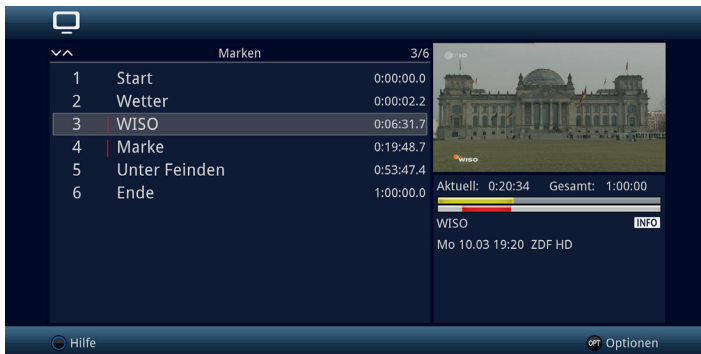 Marken 3/6
1 Start 0:00:00.0
2 Wetter 0:00:02.2
3 WISO 0:06:31.7
4 Marke 0:19:48.7
5 Unter Feinden 0:53:47.4
6 Ende 1:00:00.0
WISO
Aktuell: 0:20:34 Gesamt: 1:00:00
WISO INFO
Mo 10.03 19:20 ZDF HD
Hilfe OPT Optionen